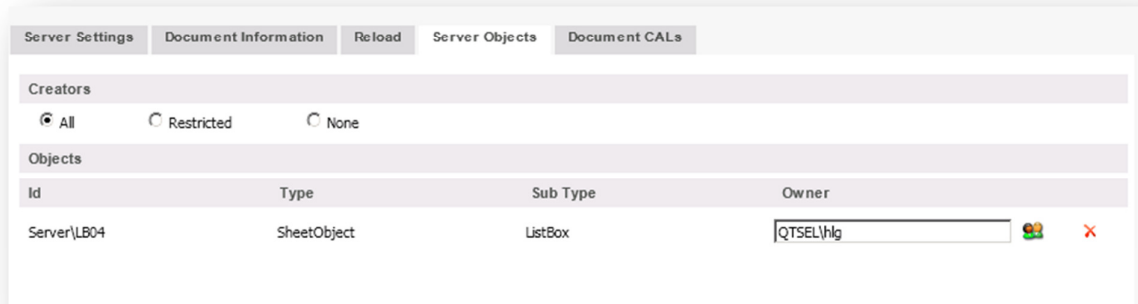 Server Settings Document Information Reload Server Objects Document CALs
Creators
All Restricted None
Objects
Id Type Sub Type Owner
Server\LB04 SheetObject ListBox QTSEL\hlg